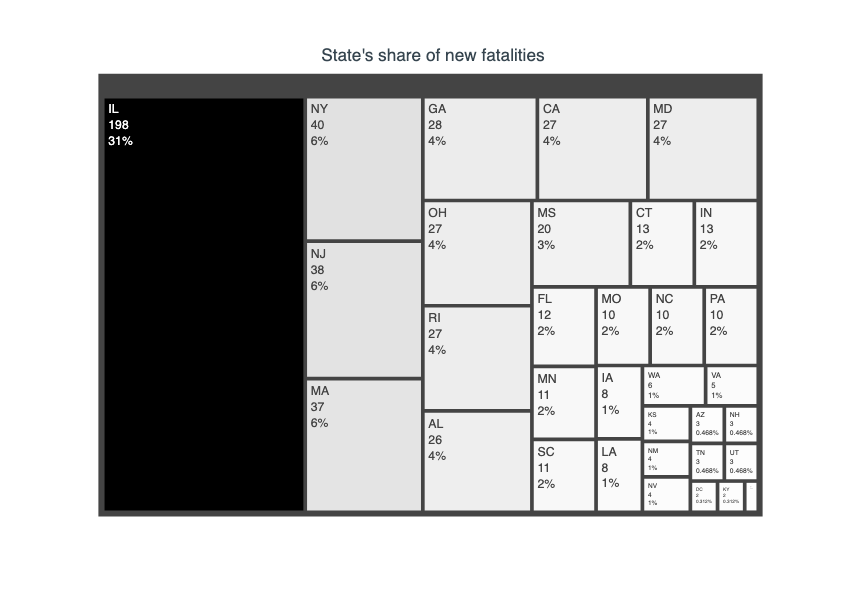 State's share of new fatalities
IL
198
31%
NY
40
6%
NJ
38
6%
MA
37
6%
GA
28
4%
CA
27
4%
MD
27
4%
OH
27
4%
RI
27
4%
AL
26
4%
MS
20
3%
CT
13
2%
IN
13
2%
FL
12
2%
MO
10
2%
NC
10
2%
PA
10
2%
MN
11
2%
SC
11
2%
IA
8
1%
LA
8
1%
WA
6
1%
VA
5
1%
KS
4
1%
NM
4
1%
NV
4
1%
AZ
3
0.468%
NH
3
0.468%
TN
3
0.468%
UT
3
0.468%
DC
2
0.312%
KY
2
0.312%